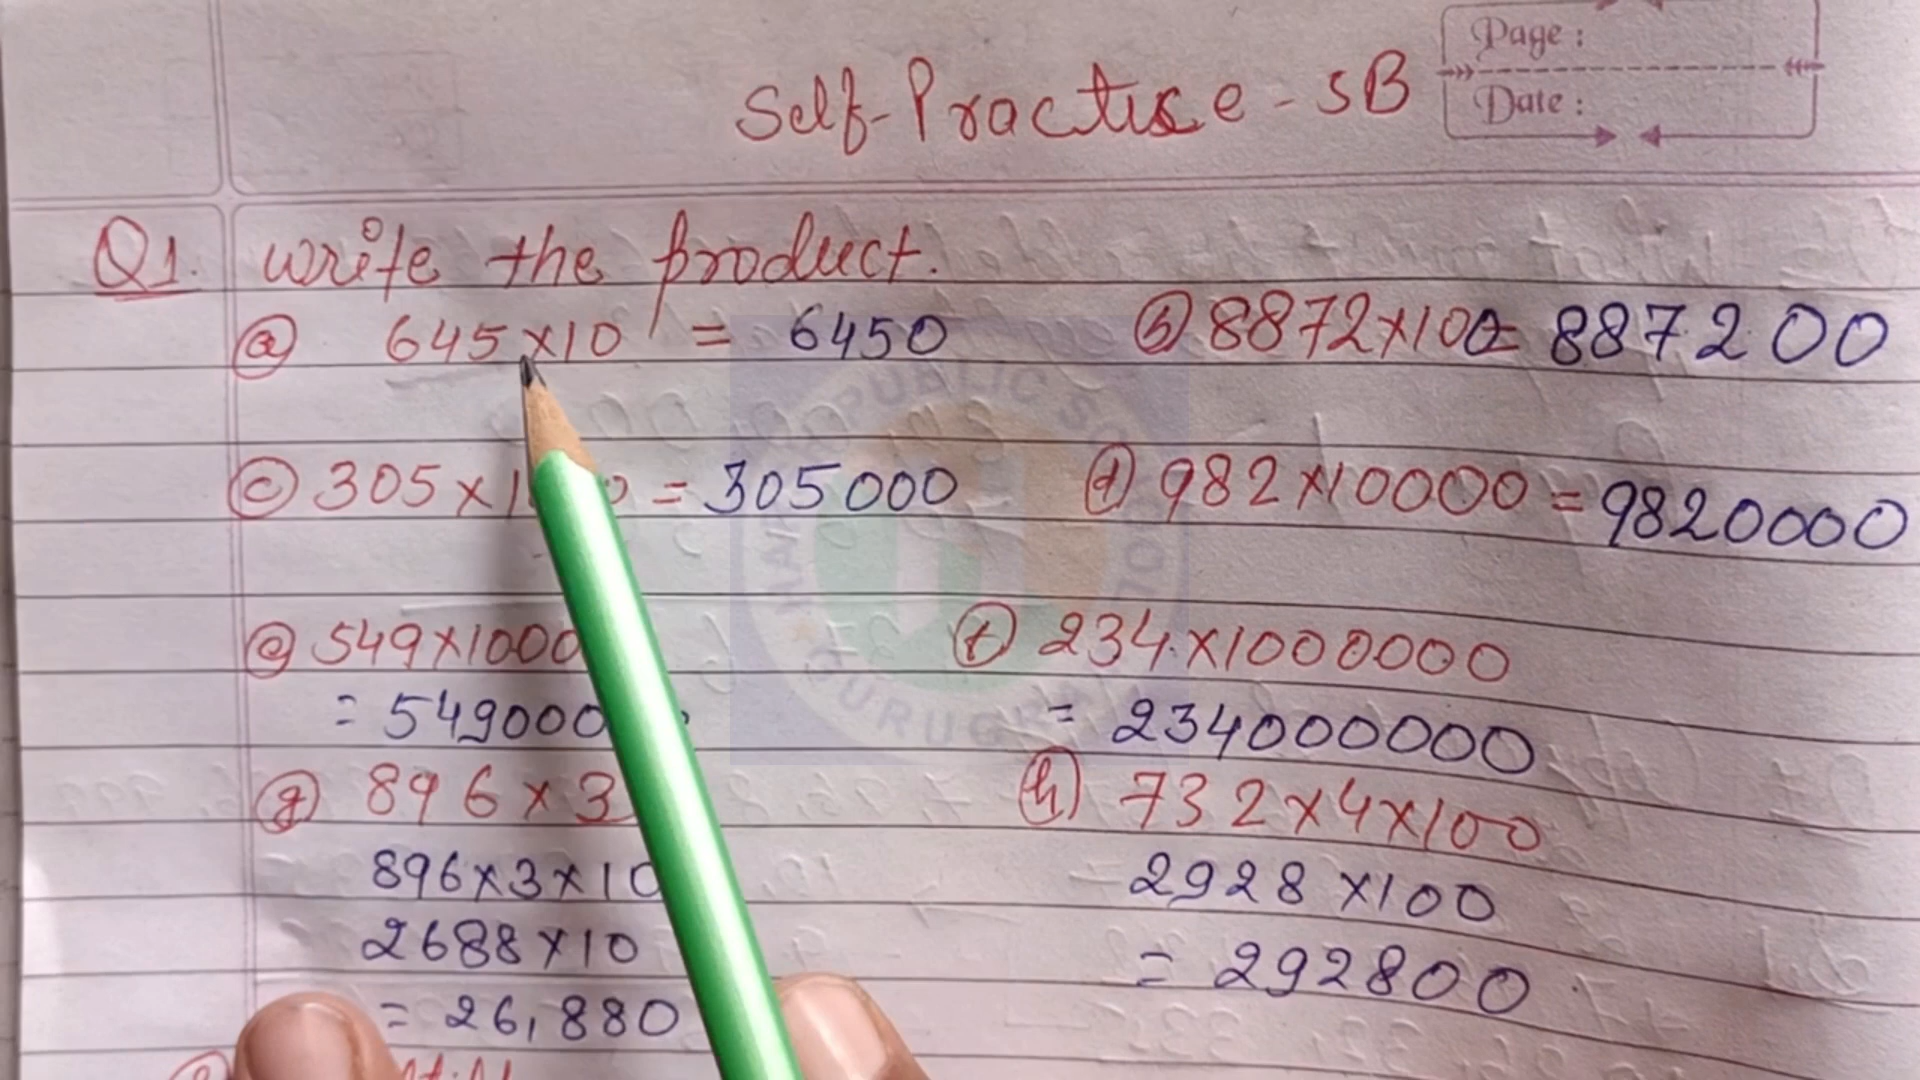 Page :
Self-Practice - 5B
Date :
Q1. Write the product.
(a) 645×10 = 6450 (b) 8872×100= 887200
(c) 305×1 = 305000 (d) 982×10000 = 9820000
(e) 549×1000 (f) 234×1000000
= 549000 = 234000000
(g) 896×3 (h) 732×4×100
896×3×10 2928×100
2688×10 = 292800
= 26,880